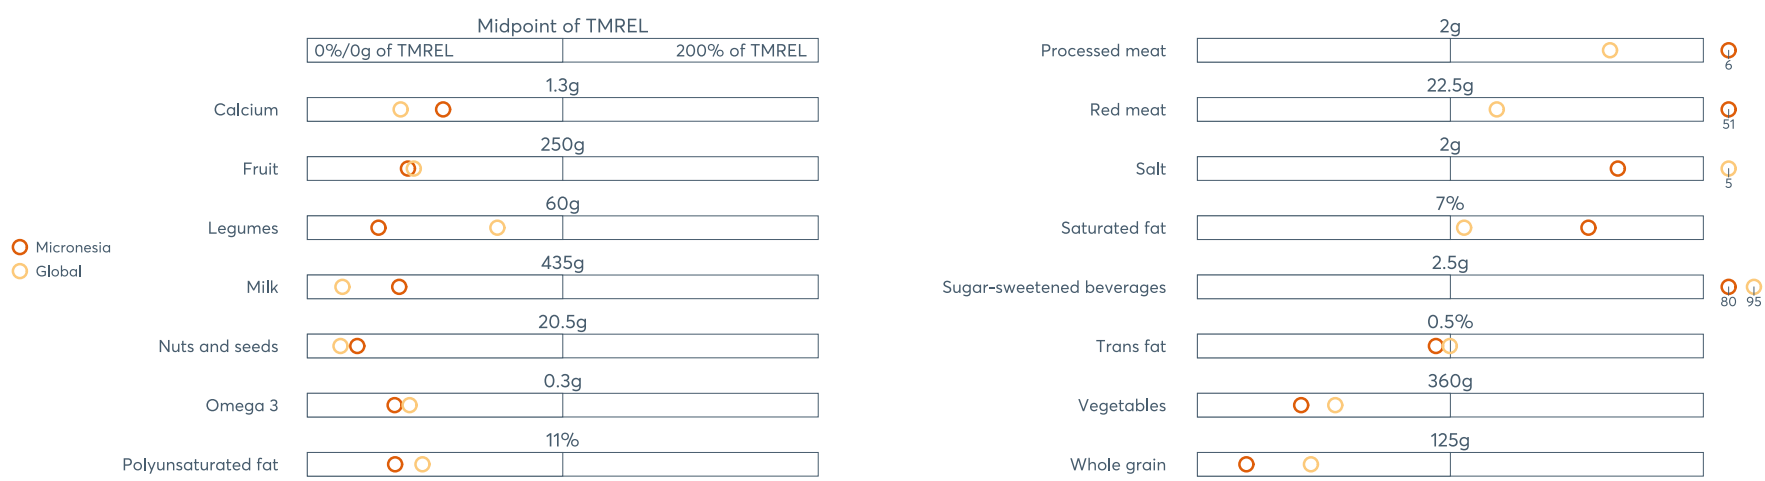 Midpoint of TMREL
0%/0g of TMREL 200% of TMREL
1.3g
Calcium
250g
Fruit
60g
Legumes
Micronesia
Global
435g
Milk
20.5g
Nuts and seeds
0.3g
Omega 3
11%
Polyunsaturated fat
2g
Processed meat
6
22.5g
Red meat
51
2g
Salt
5
7%
Saturated fat
2.5g
Sugar-sweetened beverages
80 95
0.5%
Trans fat
360g
Vegetables
125g
Whole grain